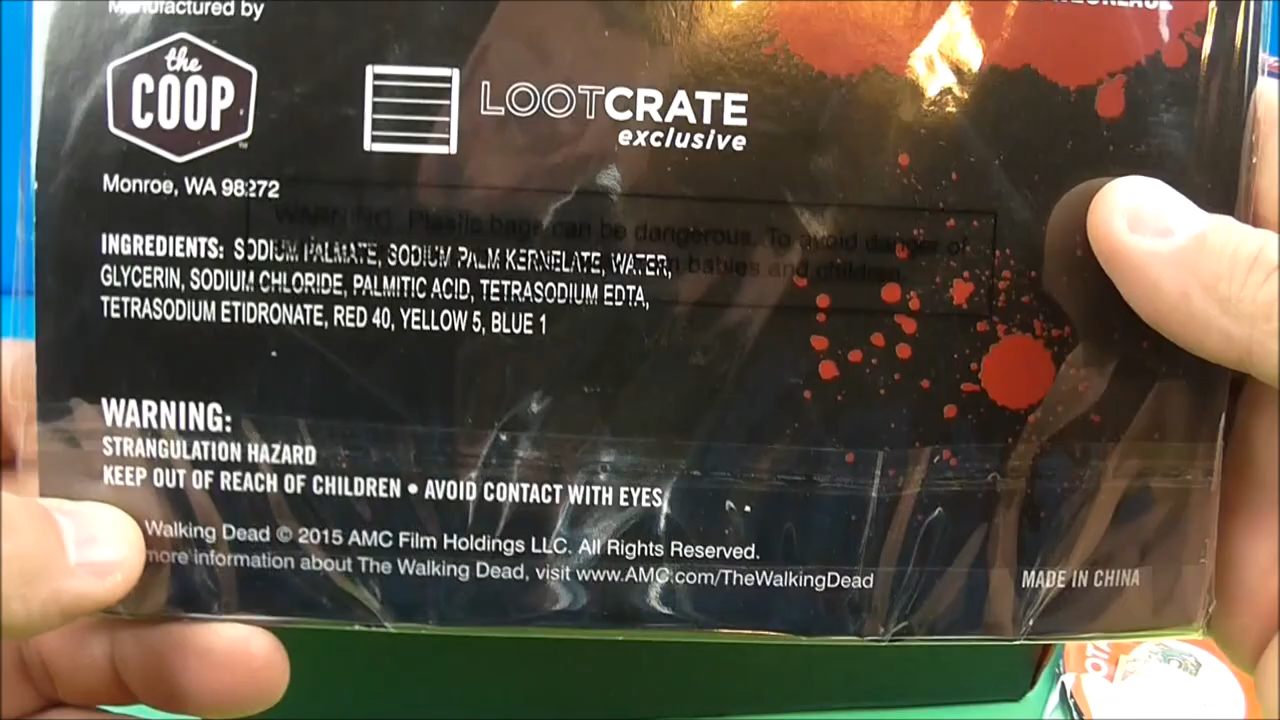 Manufactured by
the
COOP
LOOTCRATE
exclusive
Monroe, WA 98272
WARNING. Plastic bags can be dangerous. To avoid danger of
babies and children.
INGREDIENTS: SODIUM PALMATE, SODIUM PALM KERNELATE, WATER,
GLYCERIN, SODIUM CHLORIDE, PALMITIC ACID, TETRASODIUM EDTA,
TETRASODIUM ETIDRONATE, RED 40, YELLOW 5, BLUE 1
WARNING:
STRANGULATION HAZARD
KEEP OUT OF REACH OF CHILDREN • AVOID CONTACT WITH EYES
Walking Dead © 2015 AMC Film Holdings LLC. All Rights Reserved.
more information about The Walking Dead, visit www.AMC.com/TheWalkingDead
MADE IN CHINA